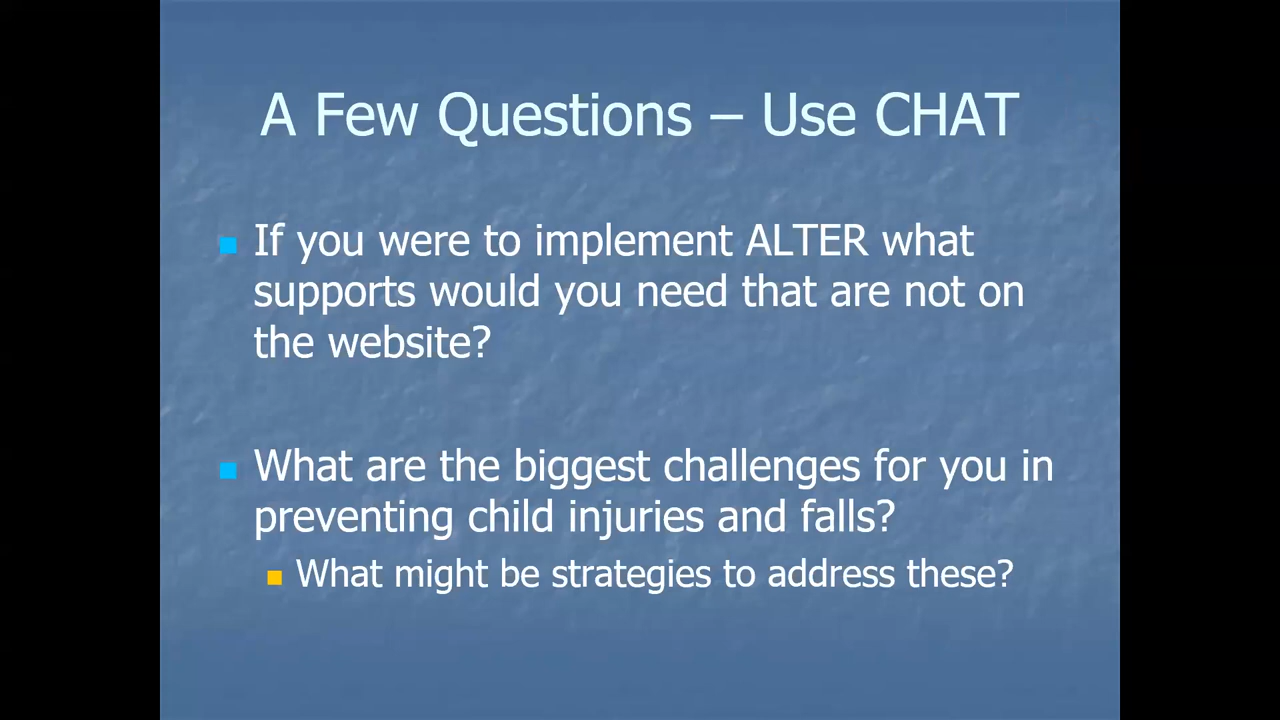 A Few Questions – Use CHAT
If you were to implement ALTER what
supports would you need that are not on
the website?
What are the biggest challenges for you in
preventing child injuries and falls?
What might be strategies to address these?